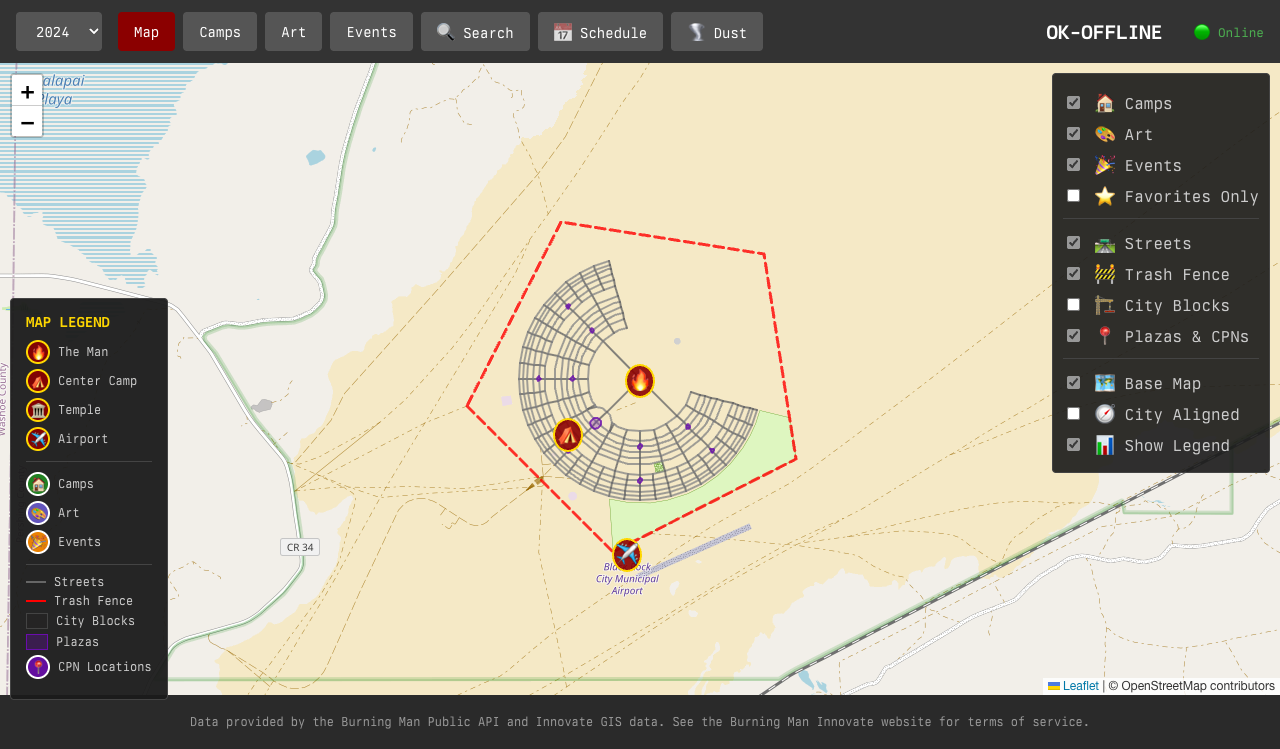 2024 Map Camps Art Events Search Schedule Dust OK-OFFLINE Online
alapai
Playa
+
−
Camps
Art
Events
Favorites Only
Streets
Trash Fence
City Blocks
Plazas & CPNs
Base Map
City Aligned
Show Legend
MAP LEGEND
The Man
Center Camp
Temple
Airport
Camps
Art
Events
Streets
Trash Fence
City Blocks
Plazas
CPN Locations
Washoe County
CR 34
City Municipal
Airport
Leaflet | © OpenStreetMap contributors
Data provided by the Burning Man Public API and Innovate GIS data. See the Burning Man Innovate website for terms of service.